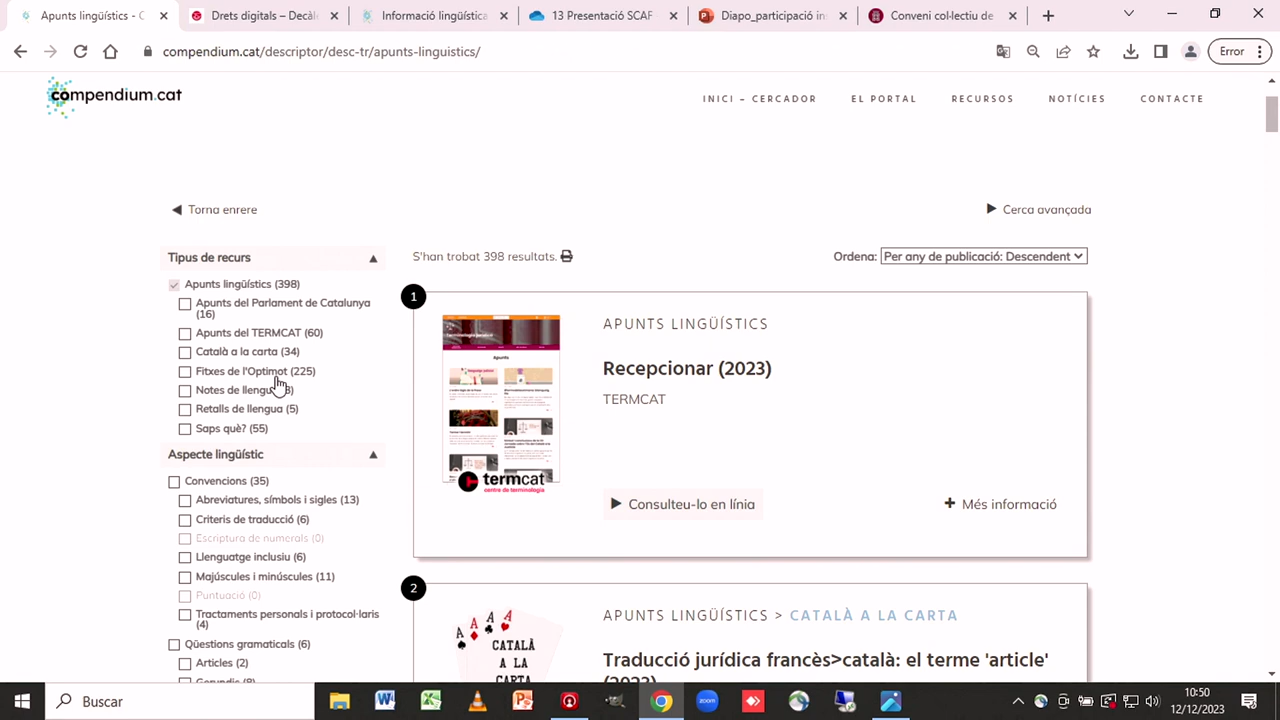 Apunts lingüístics - C
Drets digitals – Decàle
Informació lingüística
13 Presentació SCAF -
Diapo_participació in
Conveni col·lectiu de
compendium.cat/descriptor/desc-tr/apunts-linguistics/
Error
compendium.cat
INICI – CERCADOR
EL PORTAL
RECURSOS
NOTÍCIES
CONTACTE
Torna enrere
Cerca avançada
Tipus de recurs
S'han trobat 398 resultats.
Ordena: Per any de publicació: Descendent
Apunts lingüístics (398)
Apunts del Parlament de Catalunya
(16)
Apunts del TERMCAT (60)
Català a la carta (34)
Fitxes de l'Optimot (225)
Notes de llengu
Retalls de llengua (5)
Saps què? (55)
Aspecte lingüístic
Convencions (35)
Abreviatures, símbols i sigles (13)
Criteris de traducció (6)
Escriptura de numerals (0)
Llenguatge inclusiu (6)
Majúscules i minúscules (11)
Puntuació (0)
Tractaments personals i protocol·laris
(4)
Qüestions gramaticals (6)
Articles (2)
1
APUNTS LINGÜÍSTICS
Recepcionar (2023)
TERMCAT
Apunts
termcat
centre de terminologia
Consulteu-lo en línia
Més informació
2
APUNTS LINGÜÍSTICS > CATALÀ A LA CARTA
Traducció jurídica francès>català: el terme 'article'
CATALÀ
A LA
CARTA
Buscar
10:50
12/12/2023